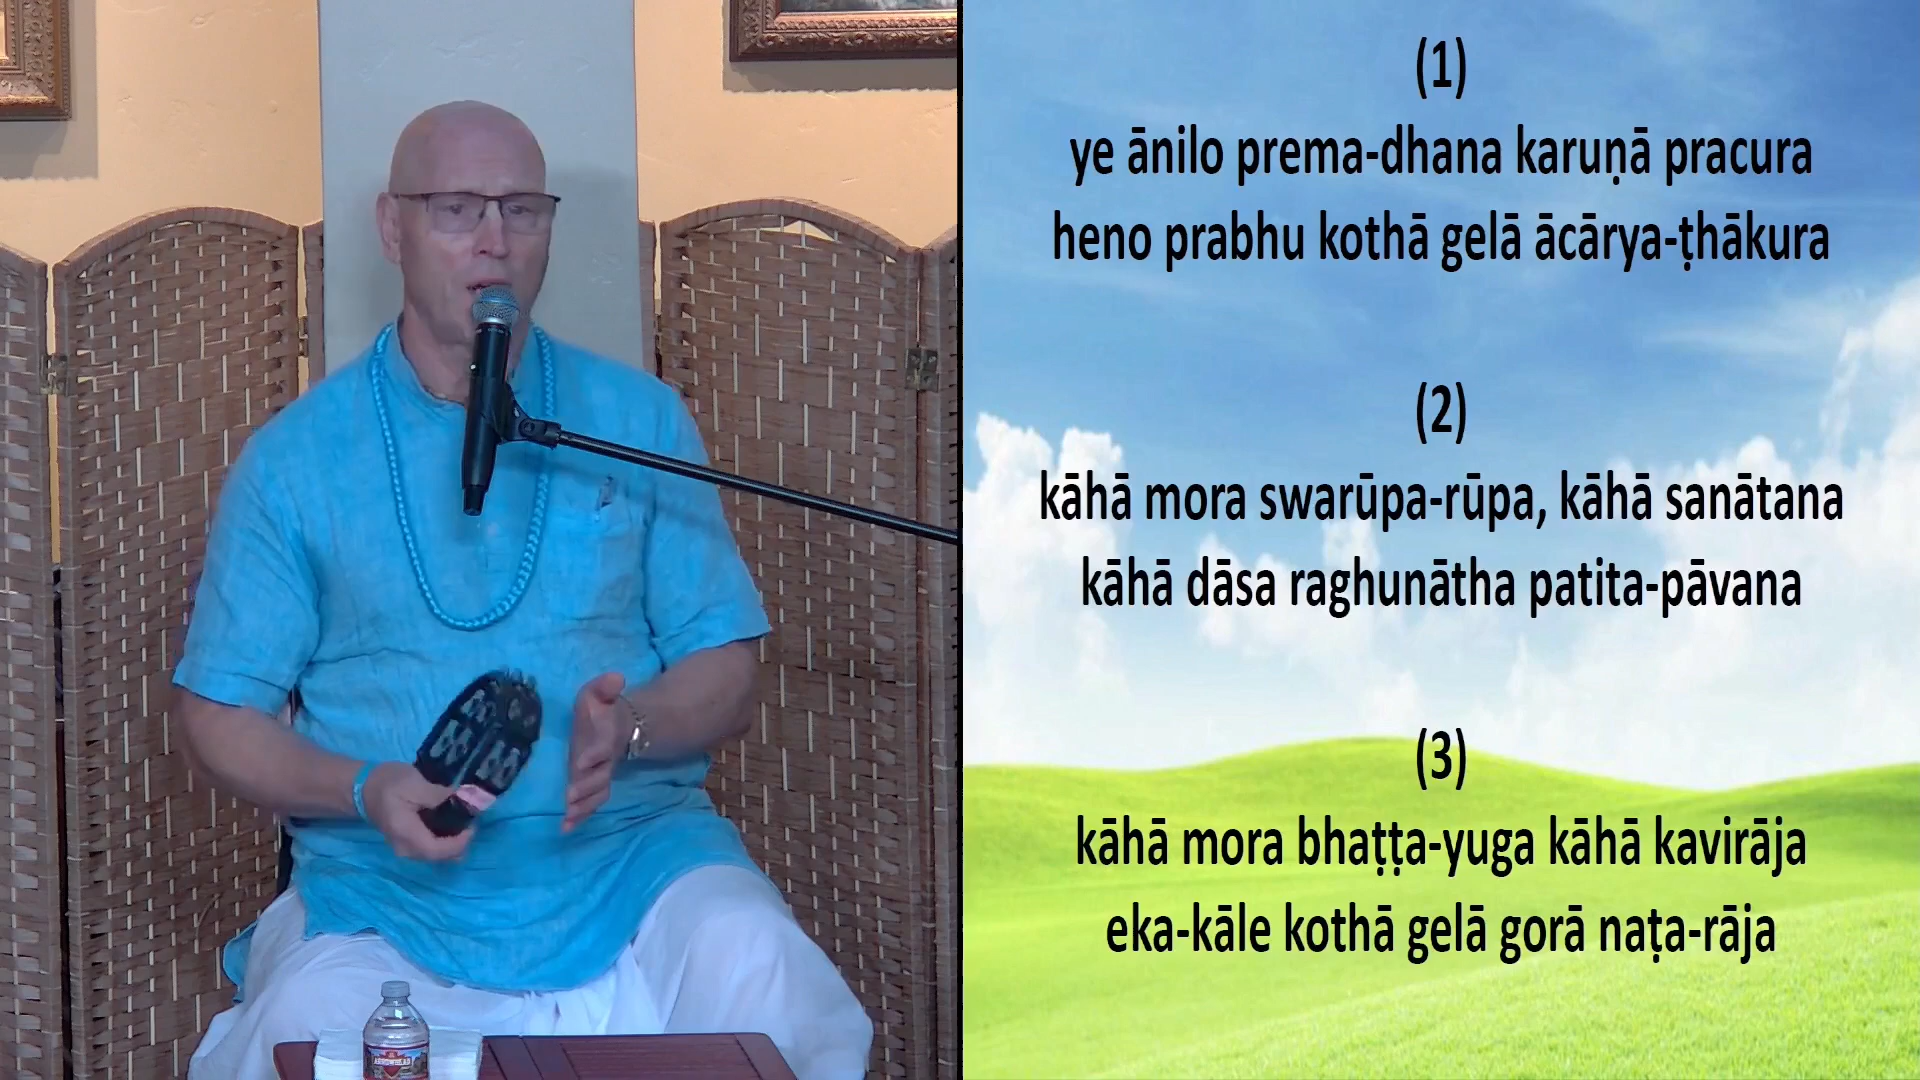 (1)
ye ānilo prema-dhana karuṇā pracura
heno prabhu kothā gelā ācārya-ṭhākura
(2)
kāhā mora swarūpa-rūpa, kāhā sanātana
kāhā dāsa raghunātha patita-pāvana
(3)
kāhā mora bhaṭṭa-yuga kāhā kavirāja
eka-kāle kothā gelā gorā naṭa-rāja
ARROWHEAD